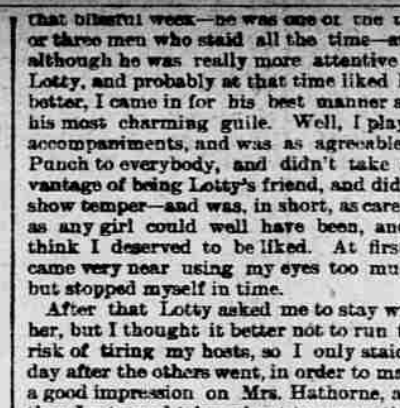 that blissful week—he was one of the
or three men who staid all the time—
although he was really more attentive
Lotty, and probably at that time liked
better, I came in for his best manner
his most charming guile. Well, I play
accompaniments, and was as agreeable
Punch to everybody, and didn't take
vantage of being Lotty's friend, and did
show temper—and was, in short, as care
as any girl could well have been, and
think I deserved to be liked. At firs
came very near using my eyes too mu
but stopped myself in time.
After that Lotty asked me to stay w
her, but I thought it better not to run
risk of tiring my hosts, so I only staid
day after the others went, in order to ma
a good impression on Mrs. Hathorne, a